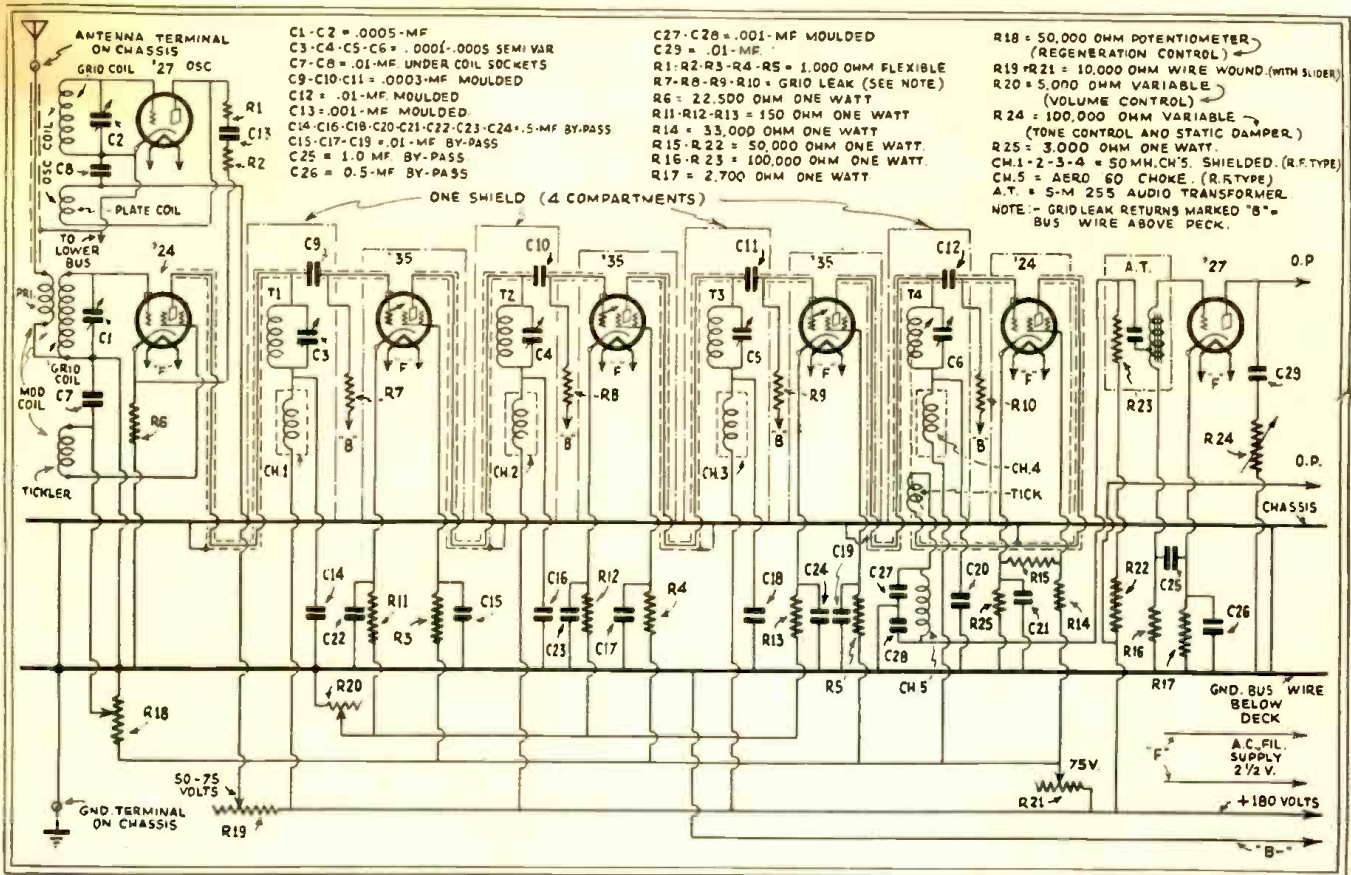 ANTENNA TERMINAL
ON CHASSIS
GRID COIL
'27 OSC
R1
C2
C13
OSC COIL
C8
R2
PLATE COIL
TO
LOWER
BUS
C1-C2 = .0005-MF
C3-C4-C5-C6 = .0001-.0005 SEMI VAR
C7-C8 = .01-MF. UNDER COIL SOCKETS
C9-C10-C11 = .0003-MF MOULDED
C12 = .01-MF. MOULDED
C13 = .001-MF MOULDED
C14-C16-C18-C20-C21-C22-C23-C24 = .5-MF BY-PASS
C15-C17-C19 = .01-MF BY-PASS
C25 = 1.0 MF. BY-PASS
C26 = 0.5-MF BY-PASS
C27-C28 = .001-MF MOULDED
C29 = .01-MF.
R1-R2-R3-R4-R5 = 1,000 OHM FLEXIBLE
R7-R8-R9-R10 = GRID LEAK (SEE NOTE)
R6 = 22,500 OHM ONE WATT
R11-R12-R13 = 150 OHM ONE WATT
R14 = 33,000 OHM ONE WATT
R15-R22 = 50,000 OHM ONE WATT
R16-R23 = 100,000 OHM ONE WATT.
R17 = 2,700 OHM ONE WATT
R18 = 50,000 OHM POTENTIOMETER
(REGENERATION CONTROL)
R19-R21 = 10,000 OHM WIRE WOUND. (WITH SLIDER)
R20 = 5,000 OHM VARIABLE
(VOLUME CONTROL)
R24 = 100,000 OHM VARIABLE
(TONE CONTROL AND STATIC DAMPER)
R25 = 3,000 OHM ONE WATT.
CH.1-2-3-4 = 50 MH.CH'S. SHIELDED. (R.F. TYPE)
CH.5 = AERO 60 CHOKE. (R.F. TYPE)
A.T. = S-M 255 AUDIO TRANSFORMER
NOTE:- GRID LEAK RETURNS MARKED "B" =
BUS WIRE ABOVE DECK.
ONE SHIELD (4 COMPARTMENTS)
'24
C9
'35
C10
'35
C11
'35
C12
'24
A.T.
'27
O.P
PRI
T1
T2
T3
T4
C1
C3
C4
C5
C6
"F"
F
F
F
F
F
GRID
COIL
MOD
COIL
C7
R6
R7
R8
R9
R10
R23
C29
R24
"B"
"B"
"B"
"B"
CH.1
CH.2
CH.3
CH.4
TICK
TICKLER
O.P.
CHASSIS
C14
C22
R11
R3
C15
C16
C23
R12
C17
R4
C18
R13
C24
C19
R5
C27
C28
CH.5
C20
R25
R15
C21
R14
R22
R16
C25
R17
C26
GND. BUS WIRE
BELOW
DECK
R18
R20
"F"
A.C. FIL.
SUPPLY
2 1/2 V.
50-75
VOLTS
75V.
R19
R21
+180 VOLTS
GND. TERMINAL
ON CHASSIS
"B-"